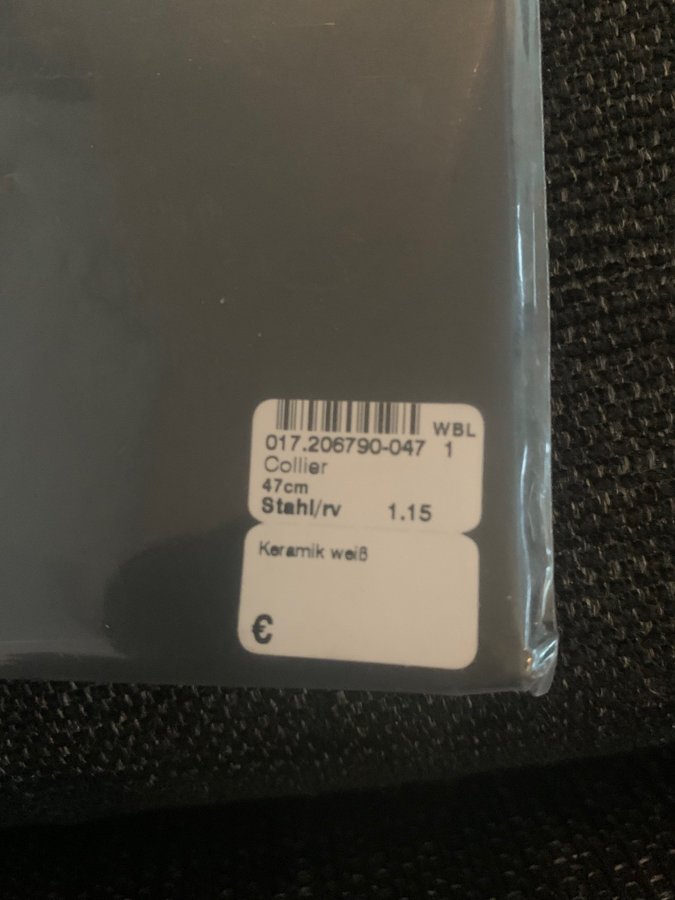 WBL
017.206790-047 1
Collier
47cm
Stahl/rv 1.15
Keramik weiß
€